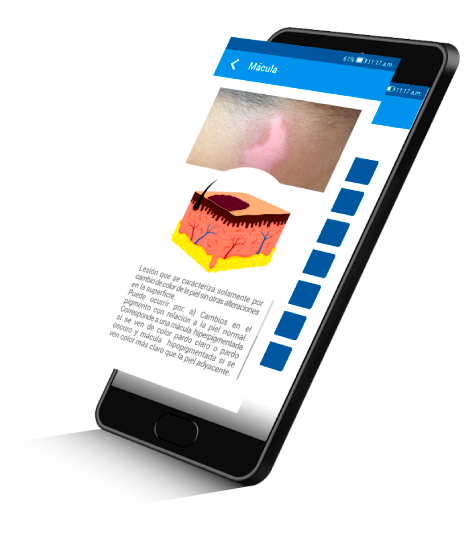 61% 11:17 a.m.
Mácula
11:17 a.m.
Lesión que se caracteriza solamente por
cambio de color de la piel sin otras alteraciones
en la superficie.
Puede ocurrir por: a) Cambios en el
pigmento con relación a la piel normal.
Corresponde a una mácula hiperpigmentada
si se ven de color pardo claro o pardo
oscuro y mácula hipopigmentada si se
ven color más claro que la piel adyacente.